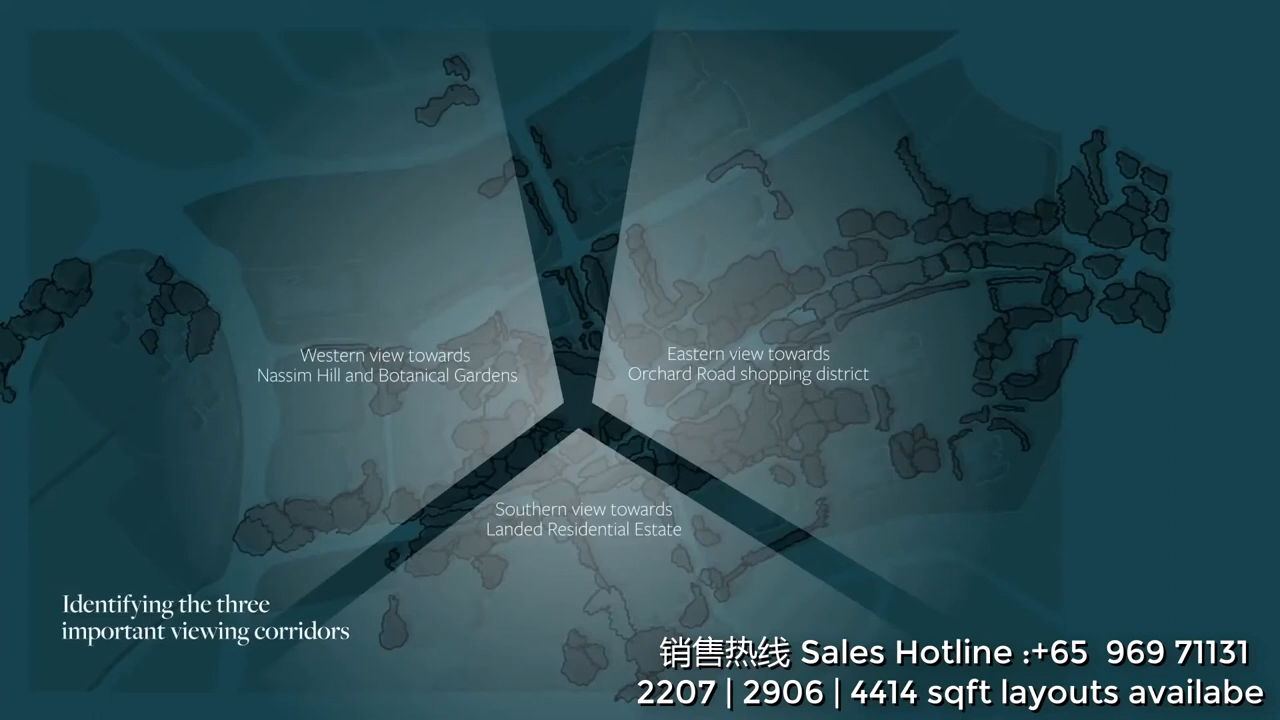 Western view towards
Nassim Hill and Botanical Gardens
Eastern view towards
Orchard Road shopping district
Southern view towards
Landed Residential Estate
Identifying the three
important viewing corridors
销售热线 Sales Hotline :+65 969 71131
2207 | 2906 | 4414 sqft layouts availabe